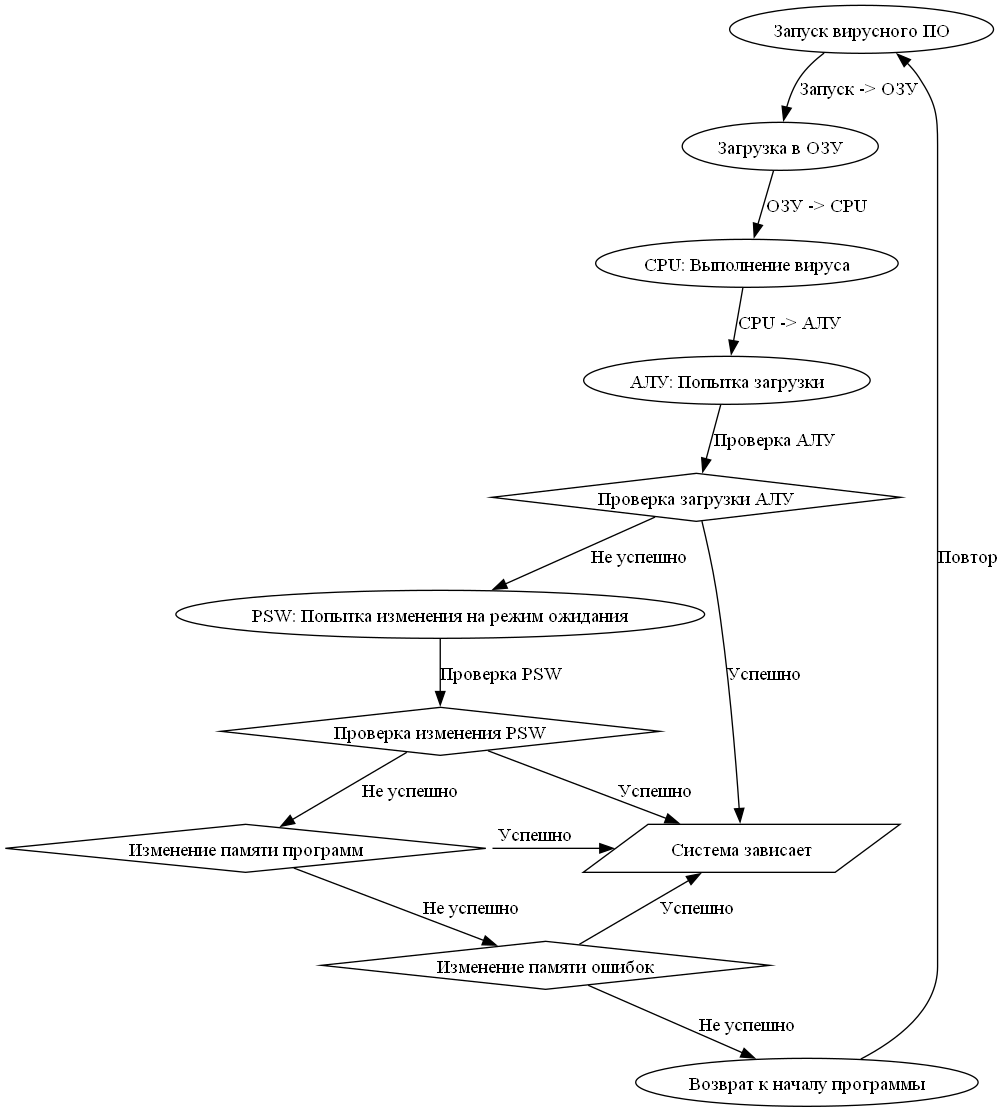 Запуск вирусного ПО
Запуск -> ОЗУ
Загрузка в ОЗУ
ОЗУ -> CPU
CPU: Выполнение вируса
CPU -> АЛУ
АЛУ: Попытка загрузки
Проверка АЛУ
Проверка загрузки АЛУ
Не успешно
Повтор
PSW: Попытка изменения на режим ожидания
Проверка PSW
Успешно
Проверка изменения PSW
Не успешно
Успешно
Изменение памяти программ
Успешно
Система зависает
Не успешно
Успешно
Изменение памяти ошибок
Не успешно
Возврат к началу программы